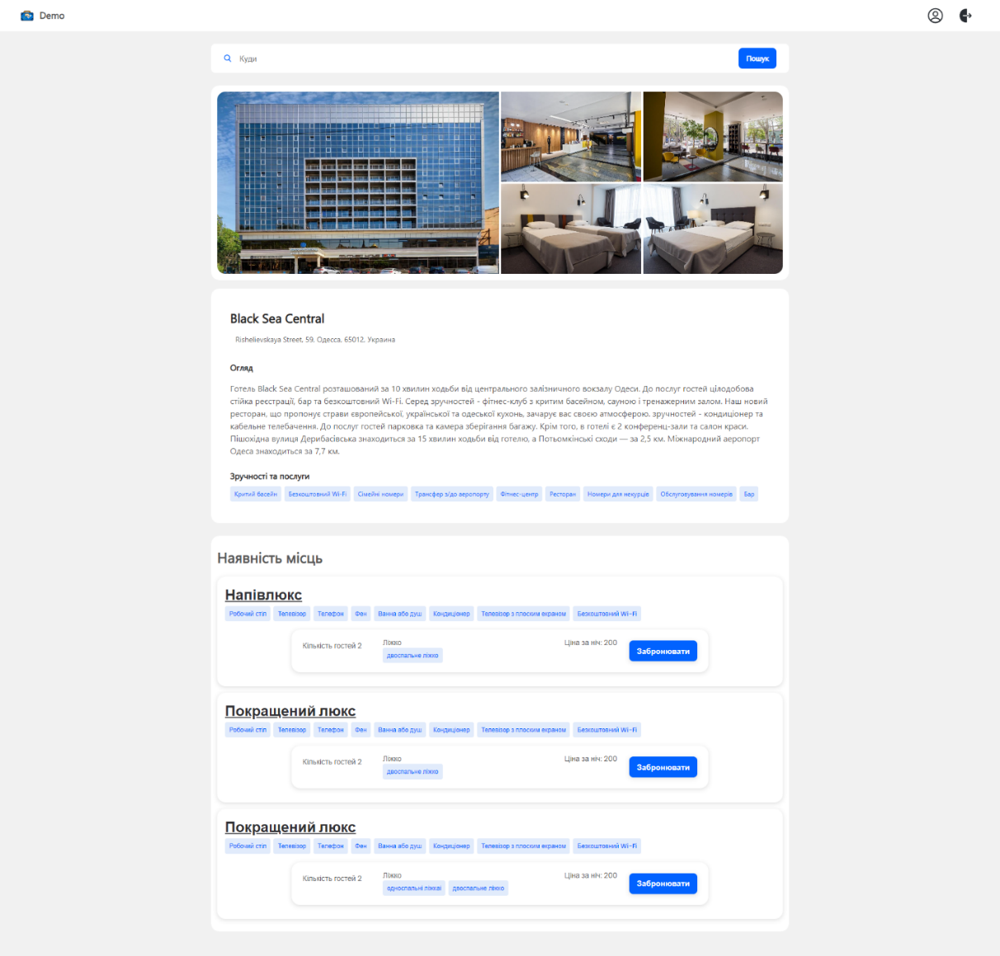 Demo
Куди
Пошук
Black Sea Central
Rishelievskaya Street, 59, Одесса, 65012, Украина
Огляд
Готель Black Sea Central розташований за 10 хвилин ходьби від центрального залізничного вокзалу Одеси. До послуг гостей цілодобова
стійка реєстрації, бар та безкоштовний Wi-Fi. Серед зручностей - фітнес-клуб з критим басейном, сауною і тренажерним залом. Наш новий
ресторан, що пропонує страви європейської, української та одеської кухонь, зачарує вас своєю атмосферою. зручностей - кондиціонер та
кабельне телебачення. До послуг гостей парковка та камера зберігання багажу. Крім того, в готелі є 2 конференц-зали та салон краси.
Пішохідна вулиця Дерибасівська знаходиться за 15 хвилин ходьби від готелю, а Потьомкінські сходи — за 2,5 км. Міжнародний аеропорт
Одеса знаходиться за 7,7 км.
Зручності та послуги
Критий басейн Безкоштовний Wi-Fi Сімейні номери Трансфер з/до аеропорту Фітнес-центр Ресторан Номери для некурців Обслуговування номерів Бар
Наявність місць
Напівлюкс
Робочий стіл Телевізор Телефон Фен Ванна або душ Кондиціонер Телевізор з плоским екраном Безкоштовний Wi-Fi
Кількість гостей 2 Ліжко Ціна за ніч: 200 Забронювати
двоспальне ліжко
Покращений люкс
Робочий стіл Телевізор Телефон Фен Ванна або душ Кондиціонер Телевізор з плоским екраном Безкоштовний Wi-Fi
Кількість гостей 2 Ліжко Ціна за ніч: 200 Забронювати
двоспальне ліжко
Покращений люкс
Робочий стіл Телевізор Телефон Фен Ванна або душ Кондиціонер Телевізор з плоским екраном Безкоштовний Wi-Fi
Кількість гостей 2 Ліжко Ціна за ніч: 200 Забронювати
односпальні ліжкаі двоспальне ліжко